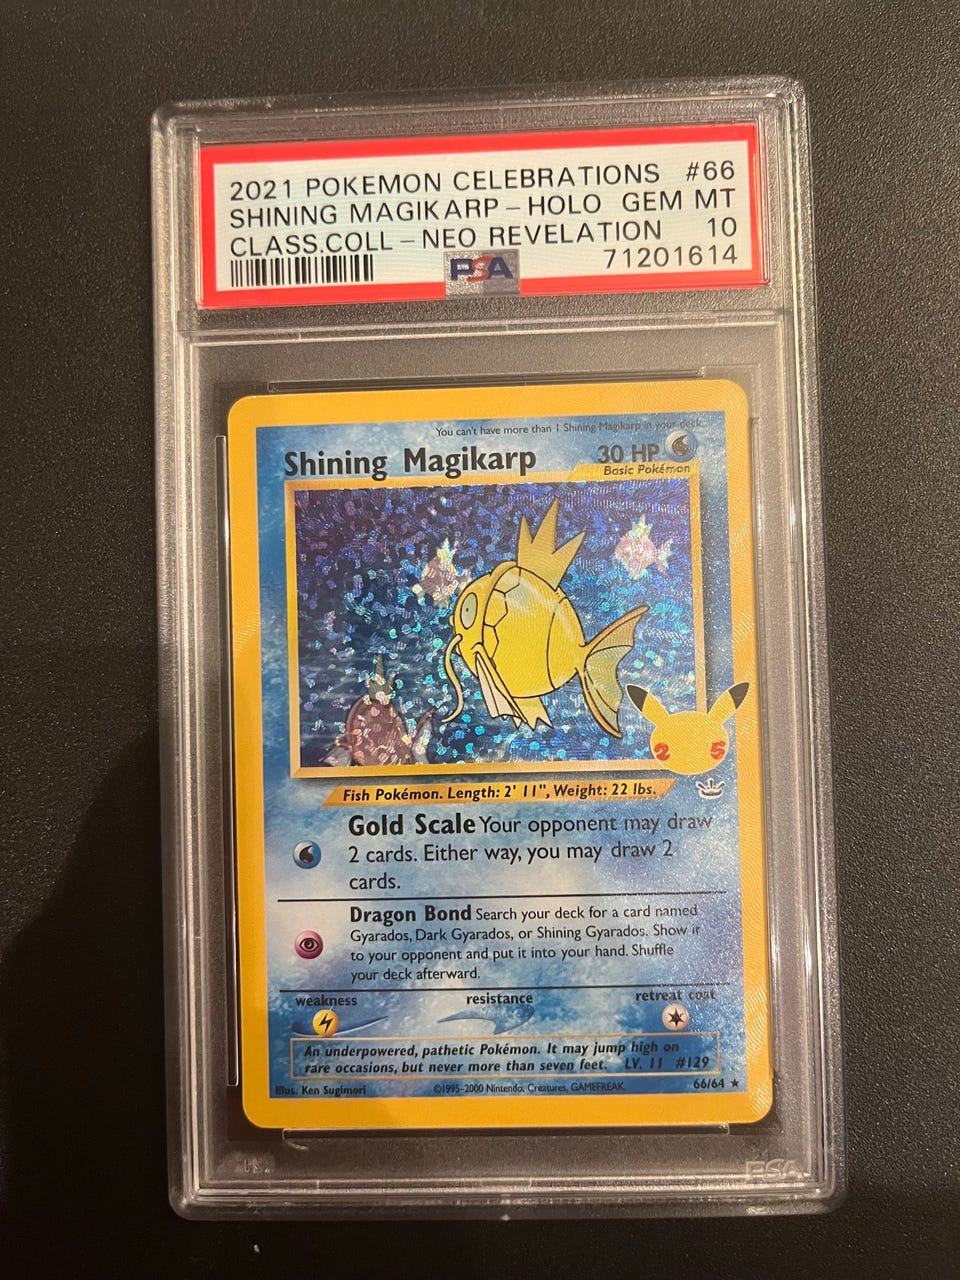 2021 POKEMON CELEBRATIONS #66
SHINING MAGIKARP-HOLO GEM MT
CLASS.COLL-NEO REVELATION 10
PSA 71201614
You can't have more than 1 Shining Magikarp in your deck.
Shining Magikarp 30 HP
Basic Pokémon
2 5
Fish Pokémon. Length: 2' 11", Weight: 22 lbs.
Gold Scale Your opponent may draw
2 cards. Either way, you may draw 2
cards.
Dragon Bond Search your deck for a card named
Gyarados, Dark Gyarados, or Shining Gyarados. Show it
to your opponent and put it into your hand. Shuffle
your deck afterward.
weakness resistance retreat cost
An underpowered, pathetic Pokémon. It may jump high on
rare occasions, but never more than seven feet. LV. 11 #129
Illus. Ken Sugimori ©1995-2000 Nintendo, Creatures, GAMEFREAK. 66/64 ★
PSA